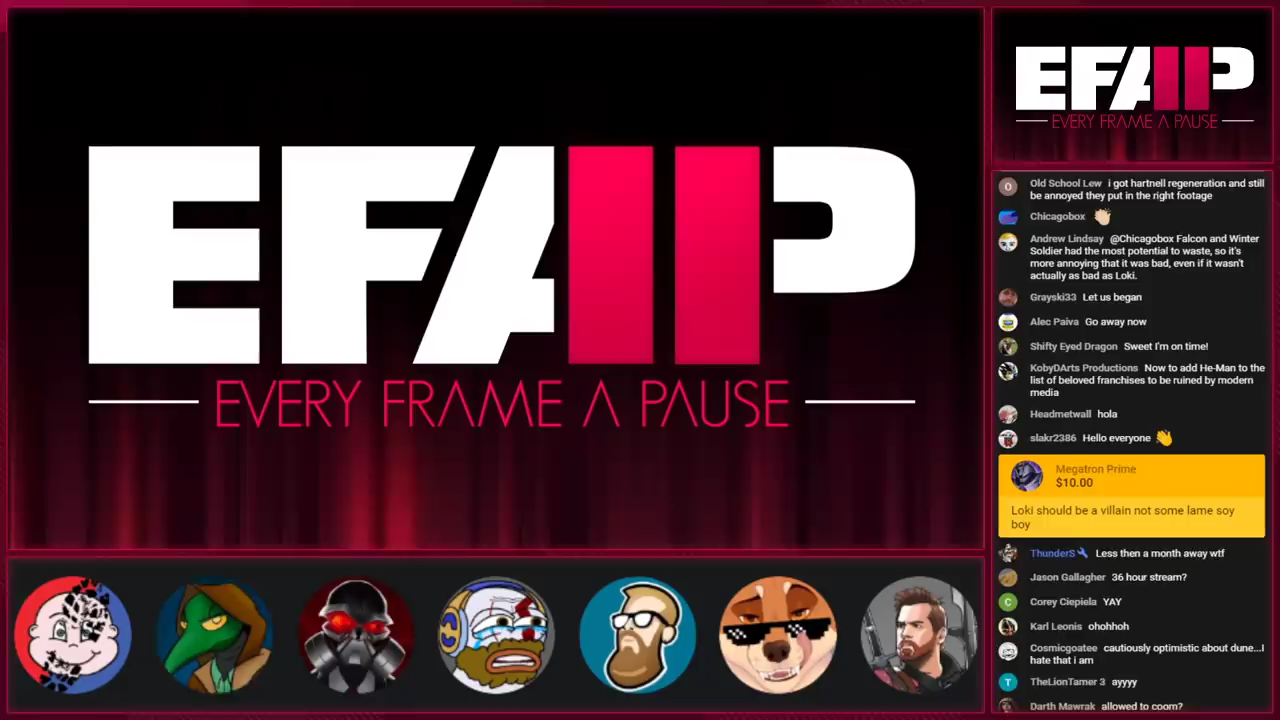 EFAP
EVERY FRAME A PAUSE
EFAP
EVERY FRAME A PAUSE
Old School Lew i got hartnell regeneration and still
be annoyed they put in the right footage
Chicagobox
Andrew Lindsay @Chicagobox Falcon and Winter
Soldier had the most potential to waste, so it's
more annoying that it was bad, even if it wasn't
actually as bad as Loki.
Grayski33 Let us began
Alec Paiva Go away now
Shifty Eyed Dragon Sweet I'm on time!
KobyDArts Productions Now to add He-Man to the
list of beloved franchises to be ruined by modern
media
Headmetwall hola
slakr2386 Hello everyone
Megatron Prime
$10.00
Loki should be a villain not some lame soy
boy
ThunderS Less then a month away wtf
Jason Gallagher 36 hour stream?
C Corey Ciepiela YAY
Karl Leonis ohohhoh
Cosmicgoatee cautiously optimistic about dune...I
hate that i am
T TheLionTamer 3 ayyyy
Darth Mawrak allowed to coom?